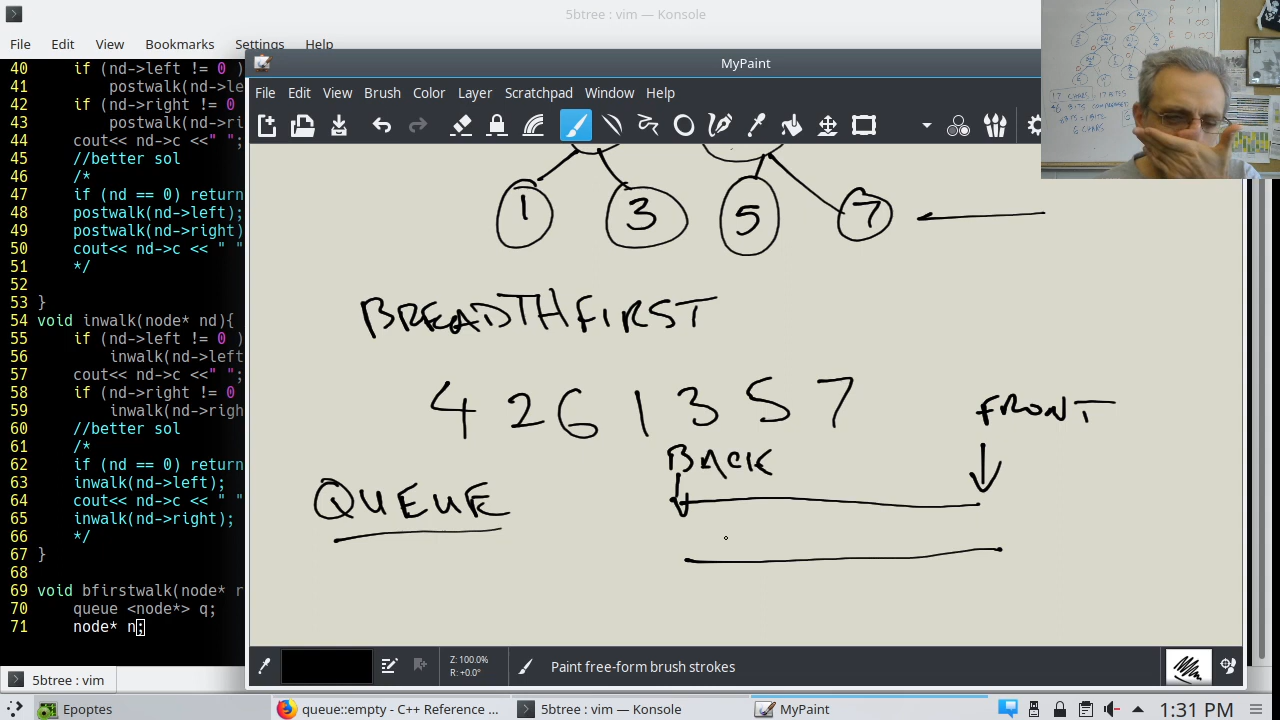 5btree : vim — Konsole
File Edit View Bookmarks Settings Help
40 if (nd->left != 0 )
41 postwalk(nd->le
42 if (nd->right != 0
43 postwalk(nd->ri
44 cout<< nd->c <<" ";
45 //better sol
46 /*
47 if (nd == 0) return
48 postwalk(nd->left);
49 postwalk(nd->right)
50 cout<< nd->c << " "
51 */
52
53 }
54 void inwalk(node* nd){
55 if (nd->left != 0 )
56 inwalk(nd->left
57 cout<< nd->c <<" ";
58 if (nd->right != 0
59 inwalk(nd->righ
60 //better sol
61 /*
62 if (nd == 0) return
63 inwalk(nd->left);
64 cout<< nd->c << " "
65 inwalk(nd->right);
66 */
67 }
68
69 void bfirstwalk(node* r
70 queue <node*> q;
71 node* n;
5btree : vim
MyPaint
File Edit View Brush Color Layer Scratchpad Window Help
1 3 5 7
BREADTHFIRST
4 2 6 1 3 5 7
FRONT
BACK
QUEUE
Z: 100.0%
R: +0.0°
Paint free-form brush strokes
Epoptes
queue::empty - C++ Reference ...
5btree : vim — Konsole
MyPaint
1:31 PM